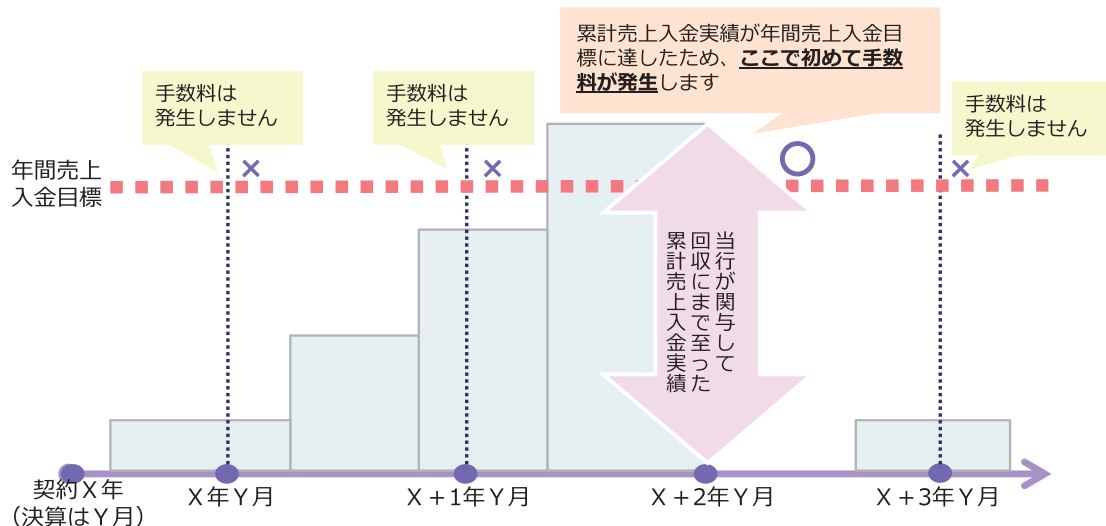 累計売上入金実績が年間売上入金目
標に達したため、ここで初めて手数
料が発生します
手数料は
発生しません
手数料は
発生しません
手数料は
発生しません
年間売上
入金目標
×
×
○
×
当行が関与して
回収にまで至った
累計売上入金実績
契約X年
(決算はY月)
X年Y月
X+1年Y月
X+2年Y月
X+3年Y月